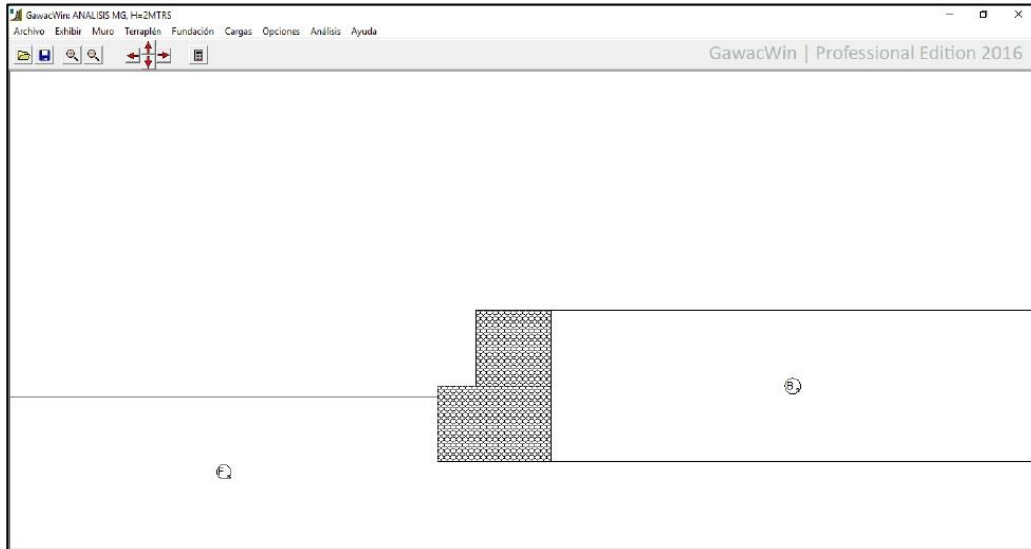 GawacWin: ANALISIS MG, H=2MTRS
Archivo Exhibir Muro Terraplén Fundación Cargas Opciones Análisis Ayuda
GawacWin | Professional Edition 2016
B
F